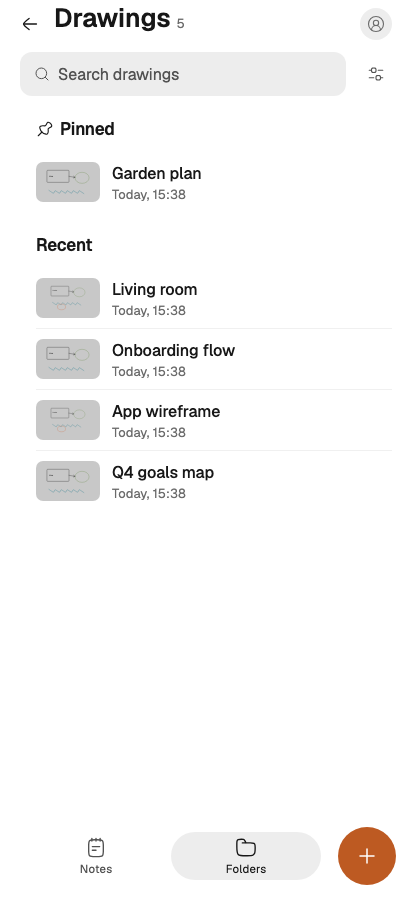 Drawings 5
Search drawings
Pinned
Garden plan
Today, 15:38
Recent
Living room
Today, 15:38
Onboarding flow
Today, 15:38
App wireframe
Today, 15:38
Q4 goals map
Today, 15:38
Notes
Folders